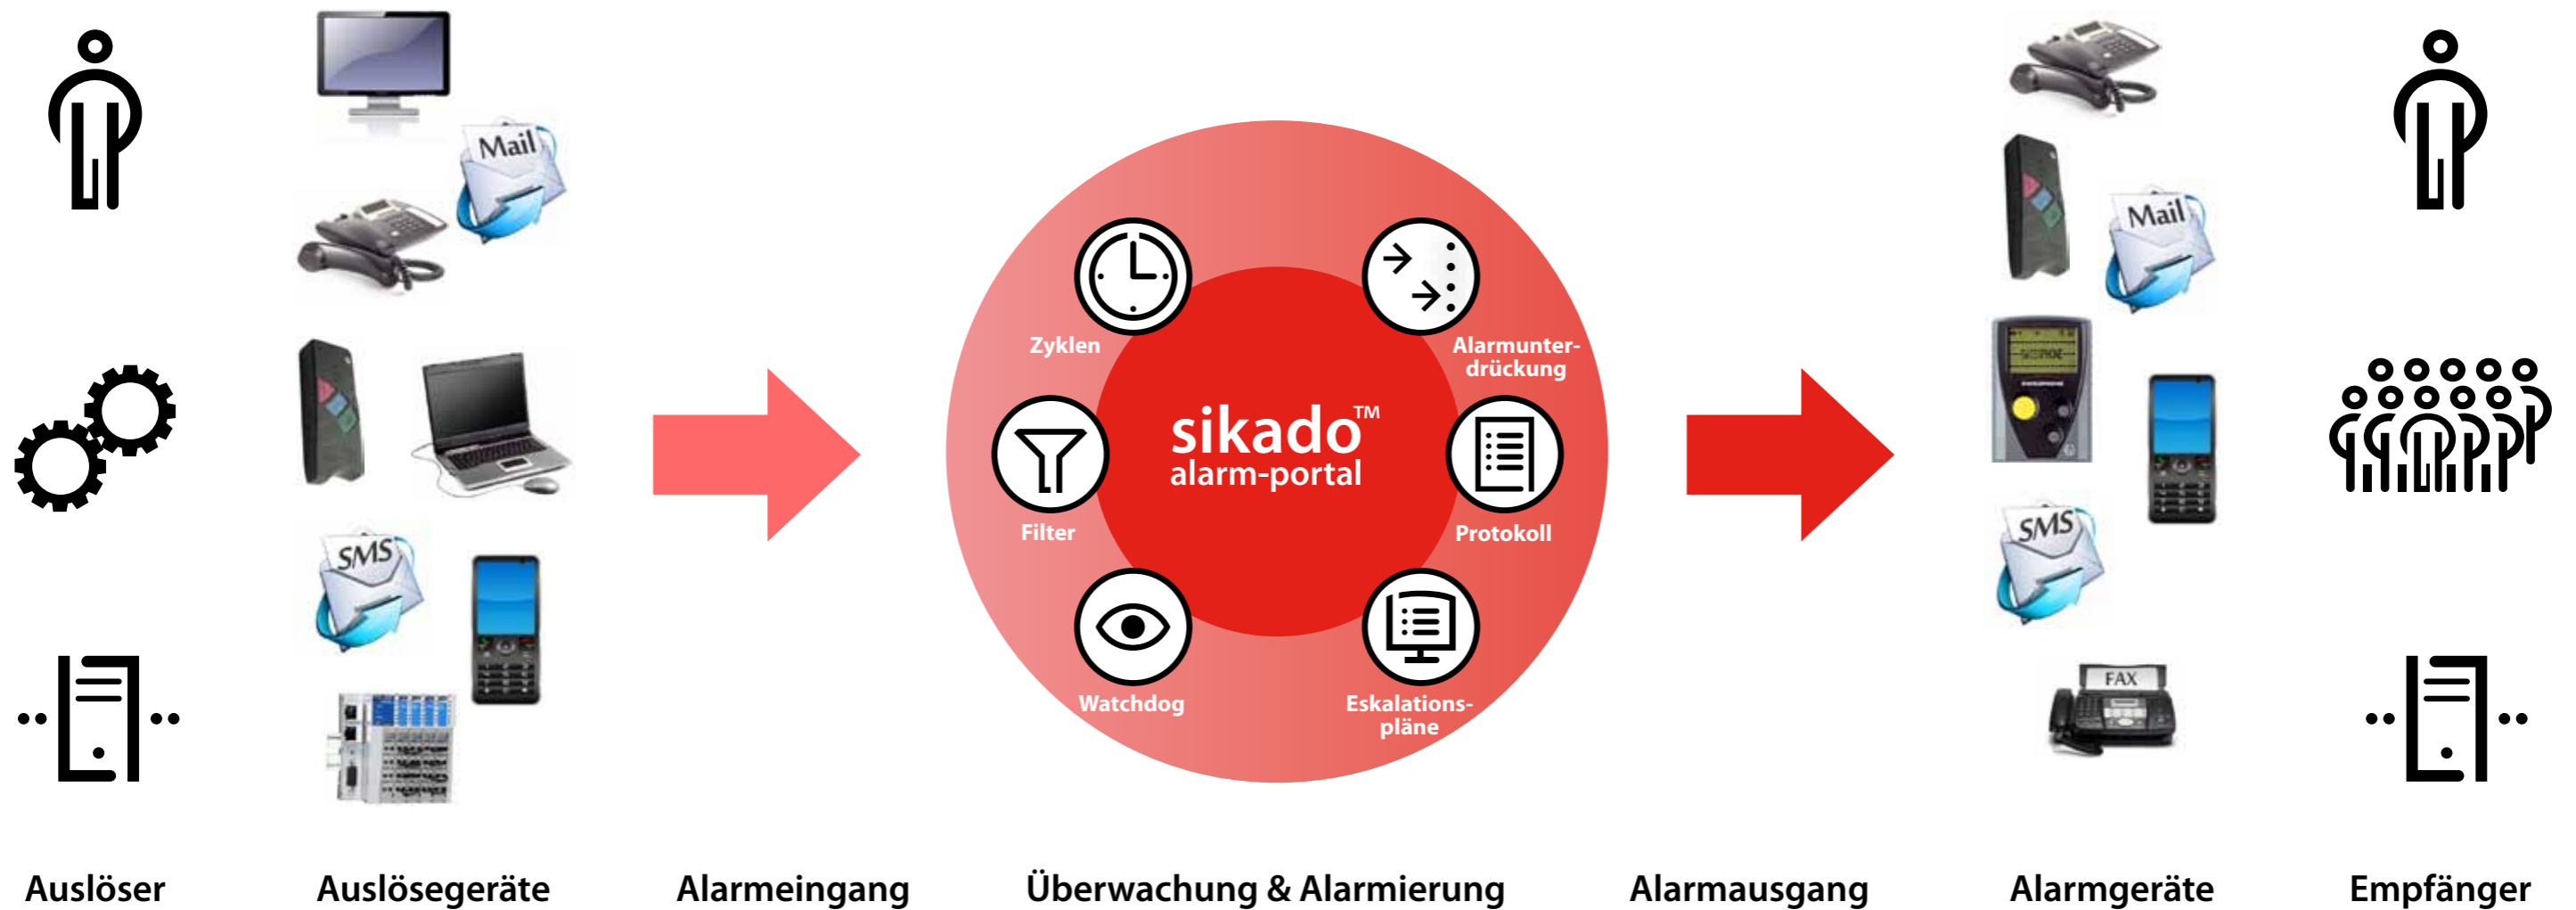 Mail
SMS
Zyklen
Alarmunter-
drückung
Filter
sikado™
alarm-portal
Protokoll
Watchdog
Eskalations-
pläne
Mail
SMS
FAX
Auslöser
Auslösegeräte
Alarmeingang
Überwachung & Alarmierung
Alarmausgang
Alarmgeräte
Empfänger